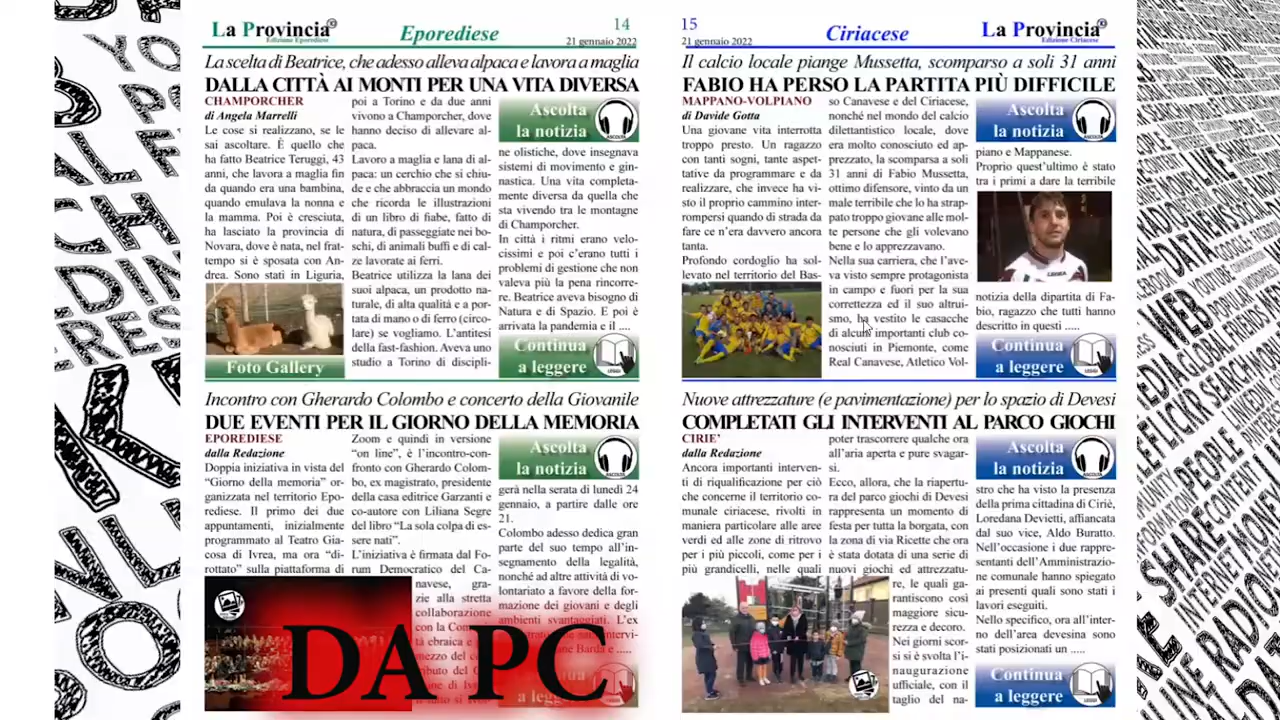 La Provincia
Edizione Eporediese
Eporediese
14
21 gennaio 2022
La scelta di Beatrice, che adesso alleva alpaca e lavora a maglia
DALLA CITTÀ AI MONTI PER UNA VITA DIVERSA
CHAMPORCHER
di Angela Marrelli
Le cose si realizzano, se le
sai ascoltare. È quello che
ha fatto Beatrice Teruggi, 43
anni, che lavora a maglia fin
da quando era una bambina,
quando emulava la nonna e
la mamma. Poi è cresciuta,
ha lasciato la provincia di
Novara, dove è nata, nel frat-
tempo si è sposata con An-
drea. Sono stati in Liguria,
Foto Gallery
poi a Torino e da due anni
vivono a Champorcher, dove
hanno deciso di allevare al-
paca.
Lavoro a maglia e lana di al-
paca: un cerchio che si chiu-
de e che abbraccia un mondo
che ricorda le illustrazioni
di un libro di fiabe, fatto di
natura, di passeggiate nei bo-
schi, di animali buffi e di cal-
ze lavorate ai ferri.
Beatrice utilizza la lana dei
suoi alpaca, un prodotto na-
turale, di alta qualità e a por-
tata di mano o di ferro (circo-
lare) se vogliamo. L'antitesi
della fast-fashion. Aveva uno
studio a Torino di discipli-
Ascolta
la notizia
ASCOLTA
ne olistiche, dove insegnava
sistemi di movimento e gin-
nastica. Una vita completa-
mente diversa da quella che
sta vivendo tra le montagne
di Champorcher.
In città i ritmi erano velo-
cissimi e poi c'erano tutti i
problemi di gestione che non
valeva più la pena rincorre-
re. Beatrice aveva bisogno di
Natura e di Spazio. E poi è
arrivata la pandemia e il ....
Continua
a leggere
LEGGI
Incontro con Gherardo Colombo e concerto della Giovanile
DUE EVENTI PER IL GIORNO DELLA MEMORIA
EPOREDIESE
dalla Redazione
Doppia iniziativa in vista del
“Giorno della memoria” or-
ganizzata nel territorio Epo-
rediese. Il primo dei due
appuntamenti, inizialmente
programmato al Teatro Gia-
cosa di Ivrea, ma ora “di-
rottato” sulla piattaforma di
Zoom e quindi in versione
“on line”, è l'incontro-con-
fronto con Gherardo Colom-
bo, ex magistrato, presidente
della casa editrice Garzanti e
co-autore con Liliana Segre
del libro “La sola colpa di es-
sere nati”.
L'iniziativa è firmata dal Fo-
rum Democratico del Ca-
navese, gra-
zie alla stretta
collaborazione
con la
tà ebraica e
mezzo del
Ascolta
la notizia
ASCOLTA
gerà nella serata di lunedì 24
gennaio, a partire dalle ore
21.
Colombo adesso dedica gran
parte del suo tempo all'in-
segnamento della legalità,
nonché ad altre attività di vo-
lontariato a favore della for-
mazione dei giovani e degli
ambienti svantaggiati. L'ex
Continua
a leggere
LEGGI
DA PC
15
21 gennaio 2022
Ciriacese
La Provincia
Edizione Ciriacese
Il calcio locale piange Mussetta, scomparso a soli 31 anni
FABIO HA PERSO LA PARTITA PIÙ DIFFICILE
MAPPANO-VOLPIANO
di Davide Gotta
Una giovane vita interrotta
troppo presto. Un ragazzo
con tanti sogni, tante aspet-
tative da programmare e da
realizzare, che invece ha vi-
sto il proprio cammino inter-
rompersi quando di strada da
fare ce n'era davvero ancora
tanta.
Profondo cordoglio ha sol-
levato nel territorio del Bas-
so Canavese e del Ciriacese,
nonché nel mondo del calcio
dilettantistico locale, dove
era molto conosciuto ed ap-
prezzato, la scomparsa a soli
31 anni di Fabio Mussetta,
ottimo difensore, vinto da un
male terribile che lo ha strap-
pato troppo giovane alle mol-
te persone che gli volevano
bene e lo apprezzavano.
Nella sua carriera, che l'ave-
va visto sempre protagonista
in campo e fuori per la sua
correttezza ed il suo altrui-
smo, ha vestito le casacche
di alcuni importanti club co-
nosciuti in Piemonte, come
Real Canavese, Atletico Vol-
Ascolta
la notizia
ASCOLTA
piano e Mappanese.
Proprio quest'ultimo è stato
tra i primi a dare la terribile
notizia della dipartita di Fa-
bio, ragazzo che tutti hanno
descritto in questi .....
Continua
a leggere
LEGGI
Nuove attrezzature (e pavimentazione) per lo spazio di Devesi
COMPLETATI GLI INTERVENTI AL PARCO GIOCHI
CIRIE'
dalla Redazione
Ancora importanti interven-
ti di riqualificazione per ciò
che concerne il territorio co-
munale ciriacese, rivolti in
maniera particolare alle aree
verdi ed alle zone di ritrovo
per i più piccoli, come per i
più grandicelli, nelle quali
poter trascorrere qualche ora
all'aria aperta e pure svagar-
si.
Ecco, allora, che la riapertu-
ra del parco giochi di Devesi
rappresenta un momento di
festa per tutta la borgata, con
la zona di via Ricette che ora
è stata dotata di una serie di
nuovi giochi ed attrezzatu-
re, le quali ga-
rantiscono così
maggiore sicu-
rezza e decoro.
Nei giorni scor-
si si è svolta l'i-
naugurazione
ufficiale, con il
taglio del na-
Ascolta
la notizia
ASCOLTA
stro che ha visto la presenza
della prima cittadina di Cirié,
Loredana Devietti, affiancata
dal suo vice, Aldo Buratto.
Nell'occasione i due rappre-
sentanti dell'Amministrazio-
ne comunale hanno spiegato
ai presenti quali sono stati i
lavori eseguiti.
Nello specifico, ora all'inter-
no dell'area devesina sono
stati posizionati un .....
Continua
a leggere
LEGGI